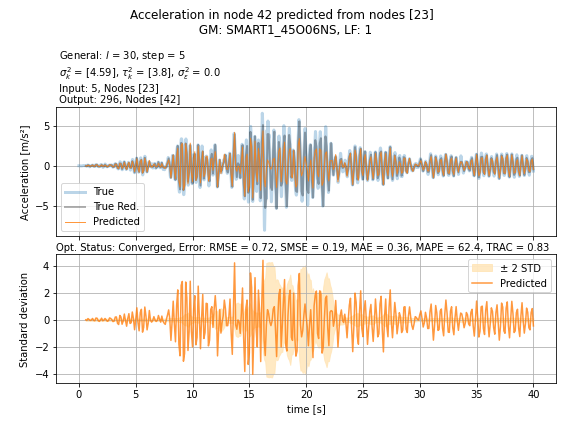 Acceleration in node 42 predicted from nodes [23]
GM: SMART1_45O06NS, LF: 1
General: l = 30, step = 5
σ²ₖ = [4.59], τ²ₖ = [3.8], σ²ε = 0.0
Input: 5, Nodes [23]
Output: 296, Nodes [42]
Acceleration [m/s²]
5
0
−5
True
True Red.
Predicted
Opt. Status: Converged, Error: RMSE = 0.72, SMSE = 0.19, MAE = 0.36, MAPE = 62.4, TRAC = 0.83
Standard deviation
4
2
0
−2
−4
± 2 STD
Predicted
0 5 10 15 20 25 30 35 40
time [s]